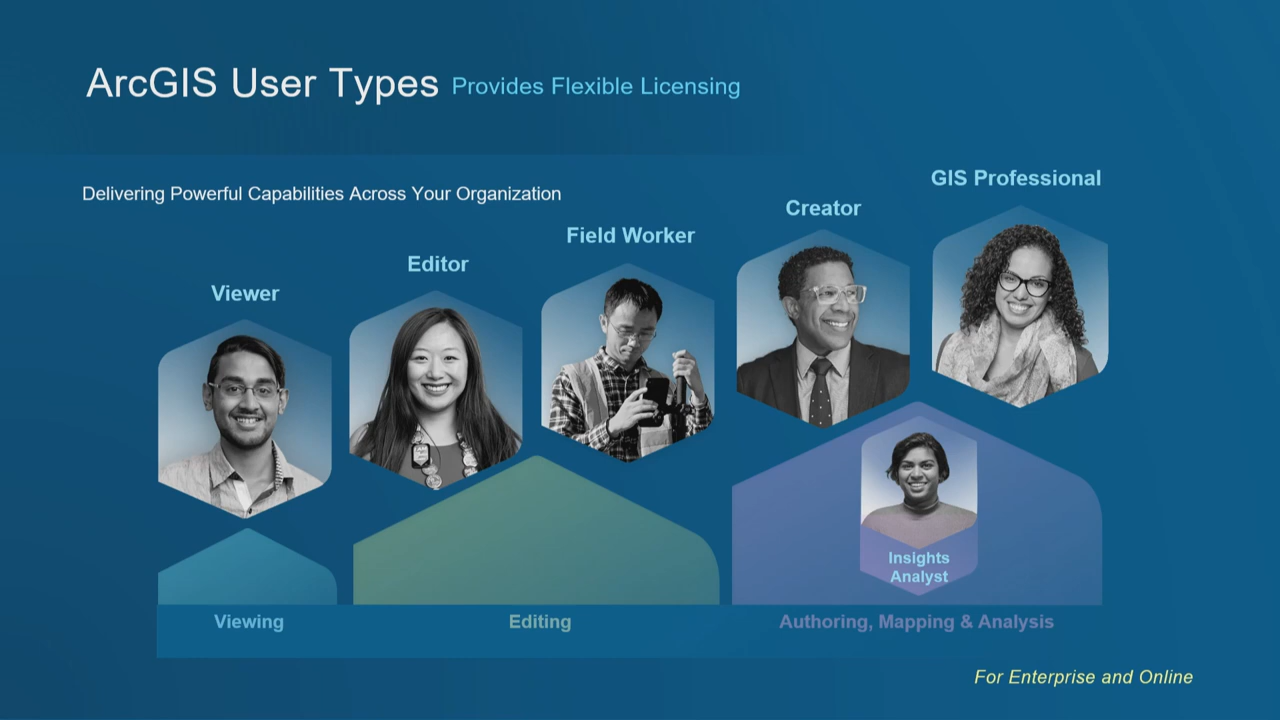 ArcGIS User Types Provides Flexible Licensing
Delivering Powerful Capabilities Across Your Organization
Viewer
Editor
Field Worker
Creator
GIS Professional
Insights
Analyst
Viewing
Editing
Authoring, Mapping & Analysis
For Enterprise and Online